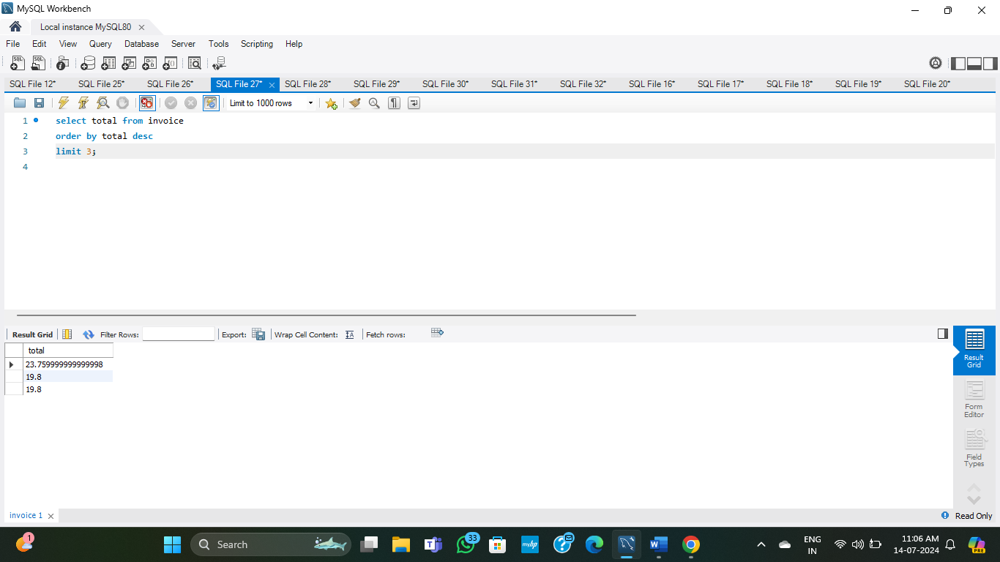 MySQL Workbench
Local instance MySQL80
File Edit View Query Database Server Tools Scripting Help
SQL File 12* SQL File 25* SQL File 26* SQL File 27* SQL File 28* SQL File 29* SQL File 30* SQL File 31* SQL File 32* SQL File 16* SQL File 17* SQL File 18* SQL File 19* SQL File 20*
Limit to 1000 rows
1 select total from invoice
2 order by total desc
3 limit 3;
4
Result Grid Filter Rows: Export: Wrap Cell Content: Fetch rows:
total
23.759999999999998
19.8
19.8
Result
Grid
Form
Editor
Field
Types
invoice 1
Read Only
1
Search
33
myhp
ENG
IN
11:06 AM
14-07-2024
PRE